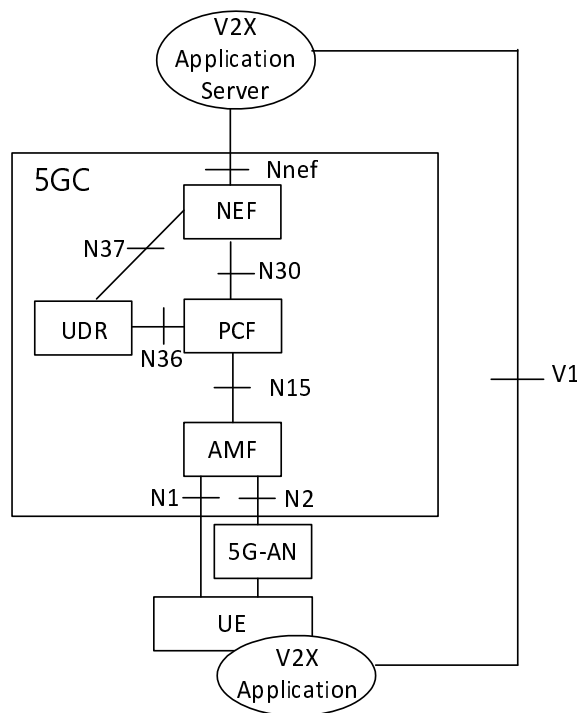 V2X
Application
Server
Nnef
5GC
NEF
N37
N30
UDR
PCF
N36
V1
N15
AMF
N1
N2
5G-AN
UE
V2X
Application